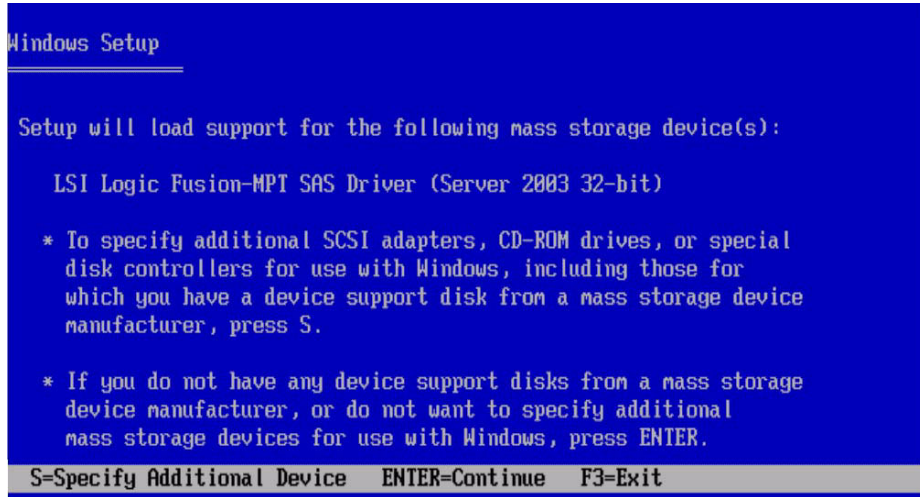 Windows Setup
Setup will load support for the following mass storage device(s):
LSI Logic Fusion-MPT SAS Driver (Server 2003 32-bit)
* To specify additional SCSI adapters, CD-ROM drives, or special
disk controllers for use with Windows, including those for
which you have a device support disk from a mass storage device
manufacturer, press S.
* If you do not have any device support disks from a mass storage
device manufacturer, or do not want to specify additional
mass storage devices for use with Windows, press ENTER.
S=Specify Additional Device ENTER=Continue F3=Exit